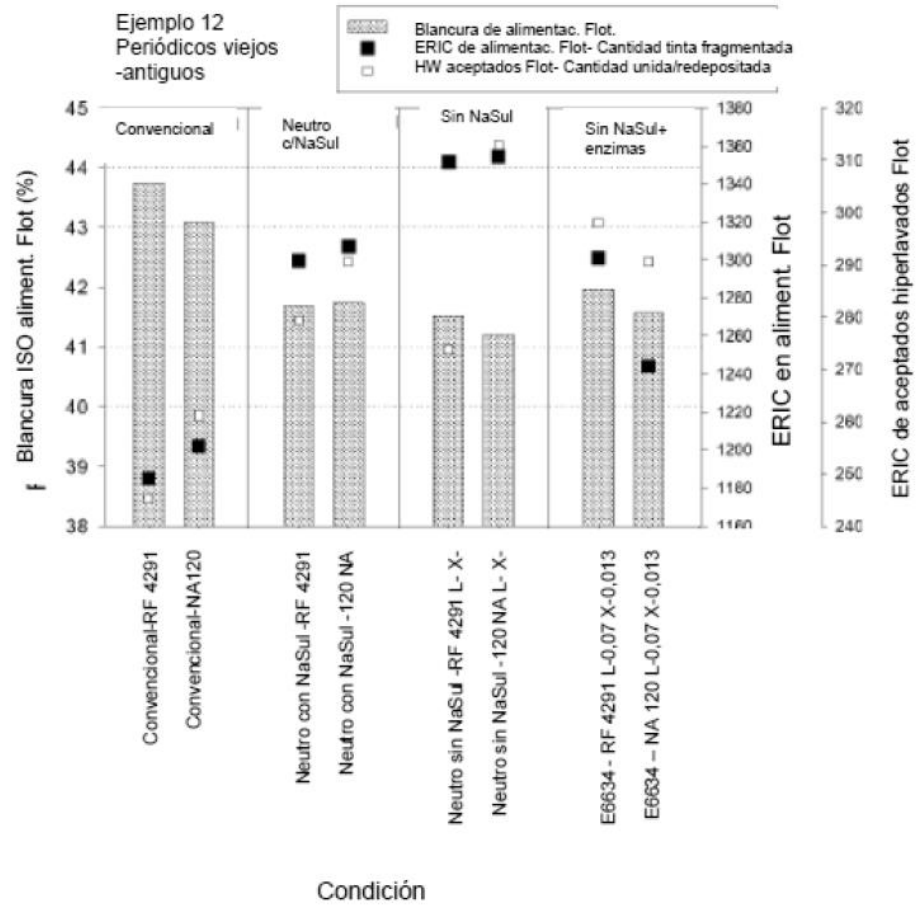 Ejemplo 12
Periódicos viejos
-antiguos
Blancura de alimentac. Flot.
ERIC de alimentac. Flot- Cantidad tinta fragmentada
HW aceptados Flot- Cantidad unida/redepositada
Convencional
Neutro
c/NaSul
Sin NaSul
Sin NaSul+
enzimas
Blancura ISO aliment. Flot (%)
45
44
43
42
41
40
39
38
1380
1360
1340
1320
1300
1280
1260
1240
1220
1200
1180
1160
ERIC en aliment. Flot
320
310
300
290
280
270
260
250
240
ERIC de aceptados hiperlavados Flot
Convencional-RF 4291
Convencional-NA120
Neutro con NaSul -RF 4291
Neutro con NaSul -120 NA
Neutro sin NaSul -RF 4291 L- X-
Neutro sin NaSul -120 NA L- X-
E6634 - RF 4291 L-0,07 X-0,013
E6634 – NA 120 L-0,07 X-0,013
Condición